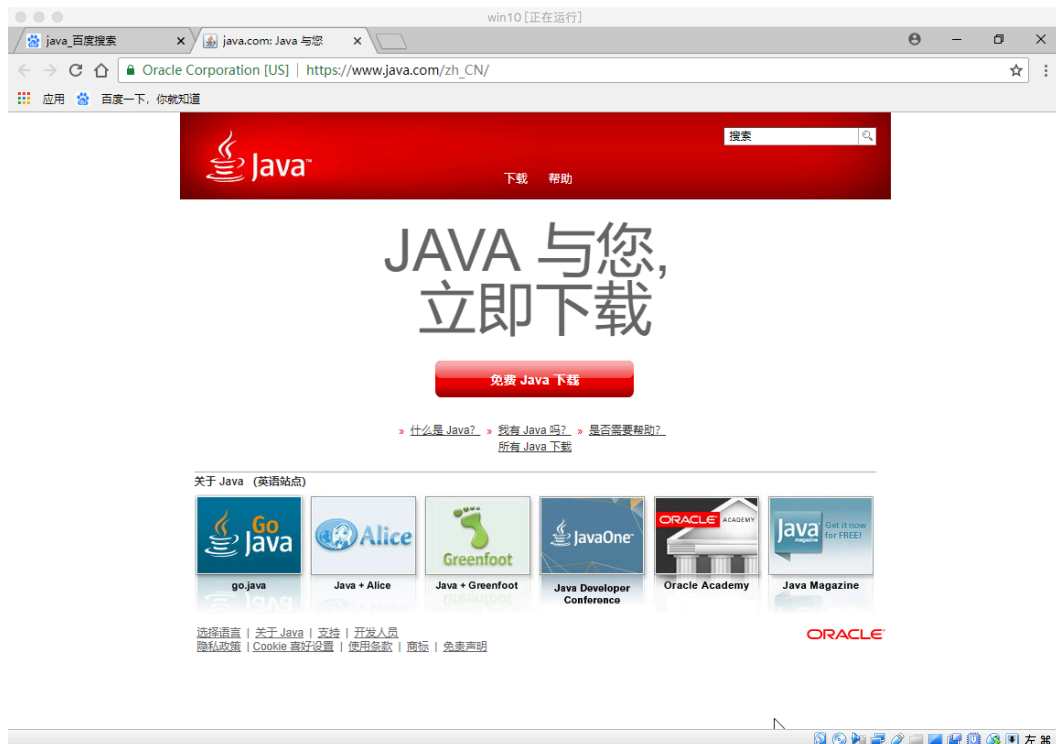 win10 [正在运行]
java_百度搜索
java.com: Java 与您
Oracle Corporation [US] | https://www.java.com/zh_CN/
应用 百度一下，你就知道
Java™
搜索
下载 帮助
JAVA 与您,
立即下载
免费 Java 下载
» 什么是 Java? » 我有 Java 吗? » 是否需要帮助?
所有 Java 下载
关于 Java (英语站点)
Go Java
Alice
Greenfoot
JavaOne
ORACLE ACADEMY
Java magazine Get it now for FREE!
go.java
Java + Alice
Java + Greenfoot
Java Developer Conference
Oracle Academy
Java Magazine
选择语言 | 关于 Java | 支持 | 开发人员
隐私政策 | Cookie 喜好设置 | 使用条款 | 商标 | 免责声明
ORACLE
左 ⌘